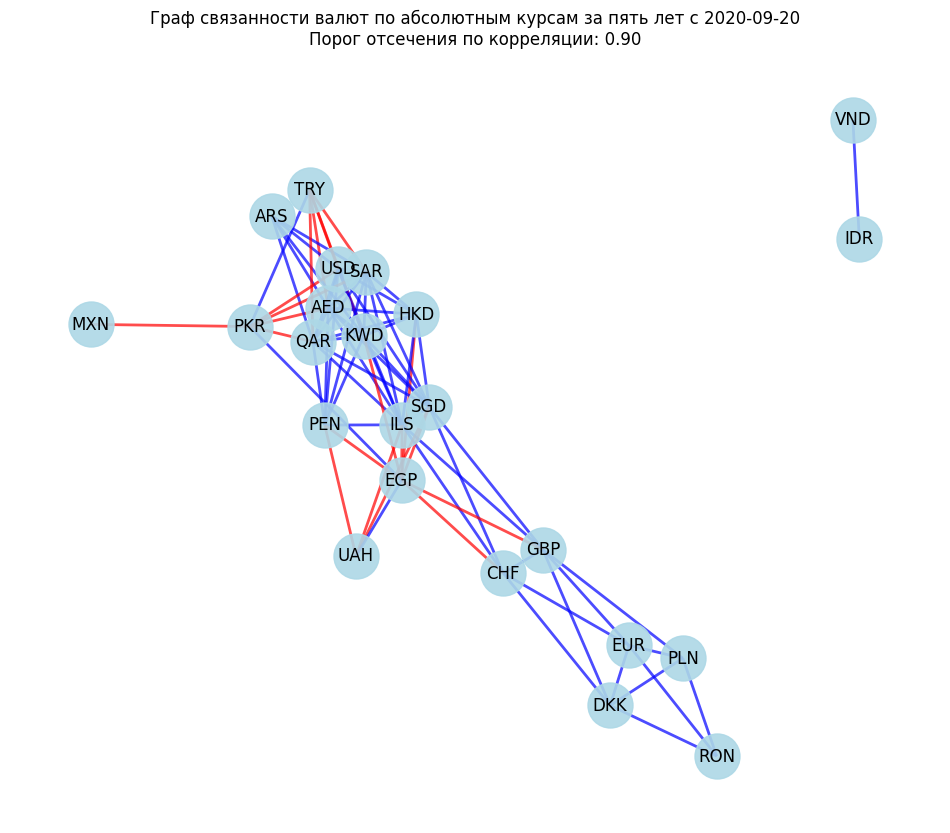 Граф связанности валют по абсолютным курсам за пять лет с 2020-09-20
Порог отсечения по корреляции: 0.90
VND
TRY
ARS
IDR
USD
SAR
AED
HKD
MXN
PKR
QAR
KWD
SGD
PEN
ILS
EGP
UAH
GBP
CHF
EUR
PLN
DKK
RON